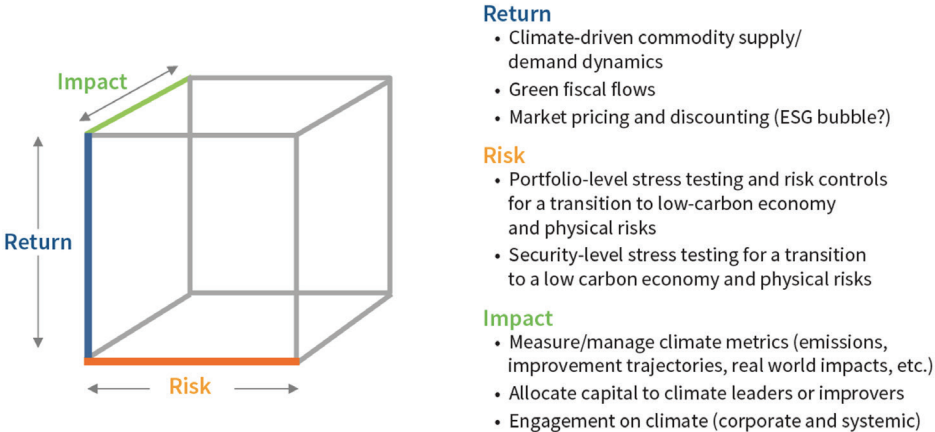 Impact
Return
Risk
Return
• Climate-driven commodity supply/
demand dynamics
• Green fiscal flows
• Market pricing and discounting (ESG bubble?)
Risk
• Portfolio-level stress testing and risk controls
for a transition to low-carbon economy
and physical risks
• Security-level stress testing for a transition
to a low carbon economy and physical risks
Impact
• Measure/manage climate metrics (emissions,
improvement trajectories, real world impacts, etc.)
• Allocate capital to climate leaders or improvers
• Engagement on climate (corporate and systemic)